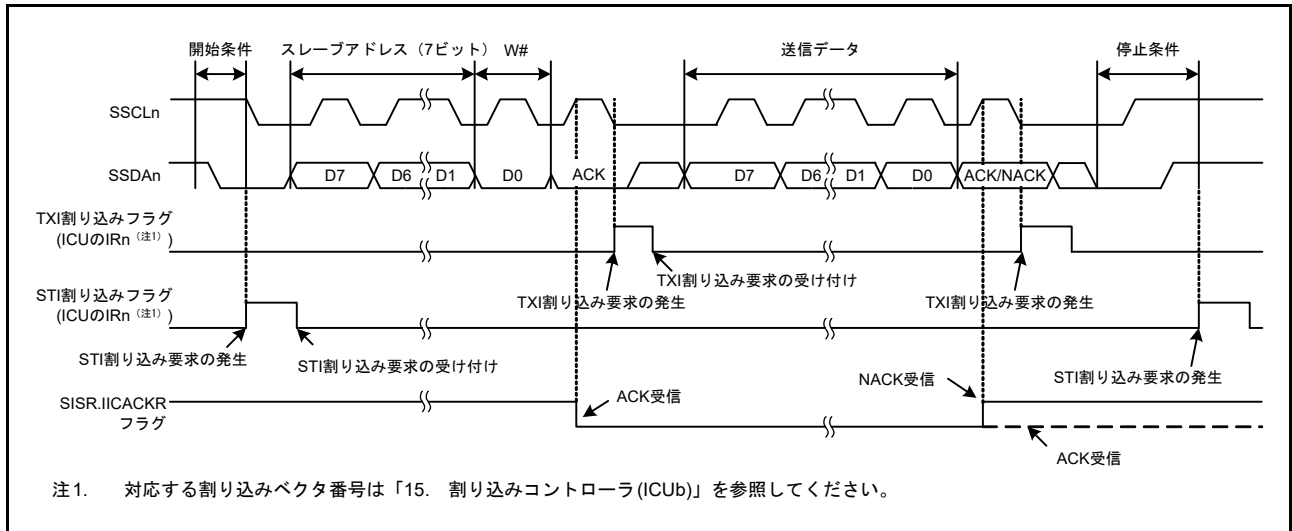 開始条件 スレーブアドレス（7ビット） W# 送信データ 停止条件
SSCLn
SSDAn D7 D6 D1 D0 ACK D7 D6 D1 D0 ACK/NACK
TXI割り込みフラグ
(ICUのIRn（注1）)
TXI割り込み要求の発生
TXI割り込み要求の受け付け
TXI割り込み要求の発生
STI割り込みフラグ
(ICUのIRn（注1）)
STI割り込み要求の発生
STI割り込み要求の受け付け
STI割り込み要求の発生
SISR.IICACKR
フラグ
ACK受信
NACK受信
ACK受信
注1. 対応する割り込みベクタ番号は「15. 割り込みコントローラ(ICUb)」を参照してください。